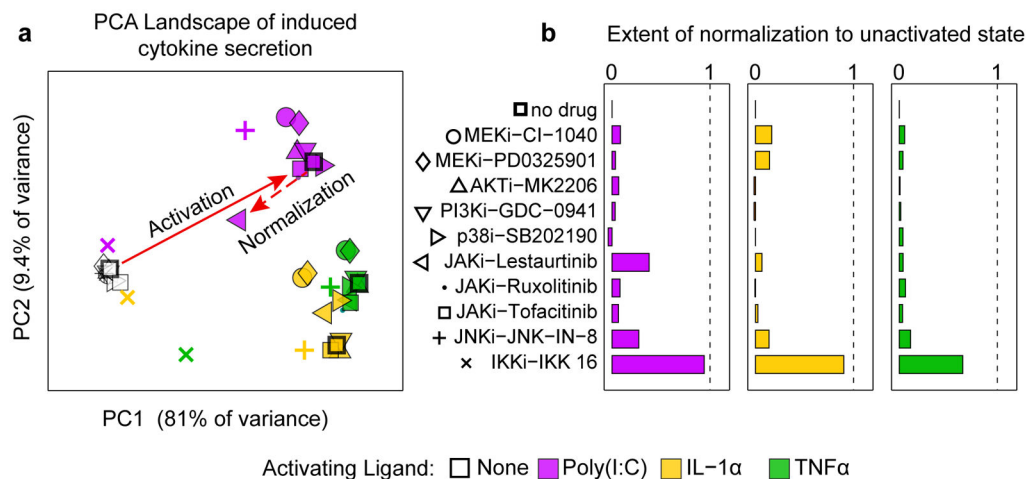 a
PCA Landscape of induced
cytokine secretion
PC2 (9.4% of vairance)
Activation
Normalization
PC1 (81% of variance)
b
Extent of normalization to unactivated state
0 1 0 1 0 1
no drug
MEKi−CI−1040
MEKi−PD0325901
AKTi−MK2206
PI3Ki−GDC−0941
p38i−SB202190
JAKi−Lestaurtinib
JAKi−Ruxolitinib
JAKi−Tofacitinib
JNKi−JNK−IN−8
IKKi−IKK 16
Activating Ligand: None Poly(I:C) IL−1α TNFα